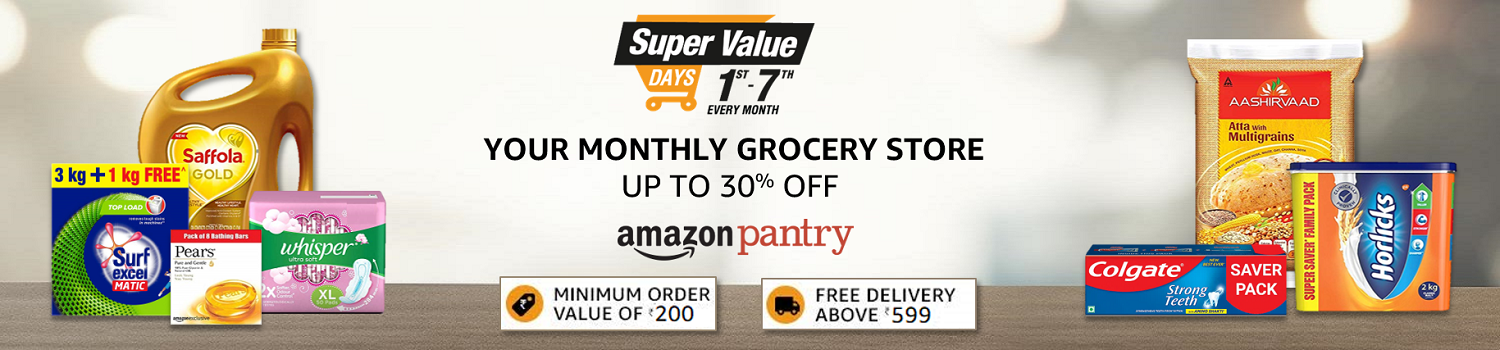 Super Value
DAYS
1ST - 7TH
EVERY MONTH
YOUR MONTHLY GROCERY STORE
UP TO 30% OFF
amazon pantry
MINIMUM ORDER
VALUE OF ₹200
FREE DELIVERY
ABOVE ₹599
NEW
Saffola
GOLD
3 kg + 1 kg FREE^
TOP LOAD
Surf
excel
MATIC
Pack of 8 Bathing Bars
Pears
Pure and Gentle
amazonexclusive
whisper
ultra soft
2X
XL
AASHIRVAAD
Atta With
Multigrains
Colgate
Strong
Teeth
SAVER
PACK
SUPER SAVER FAMILY PACK
Horlicks
2 kg